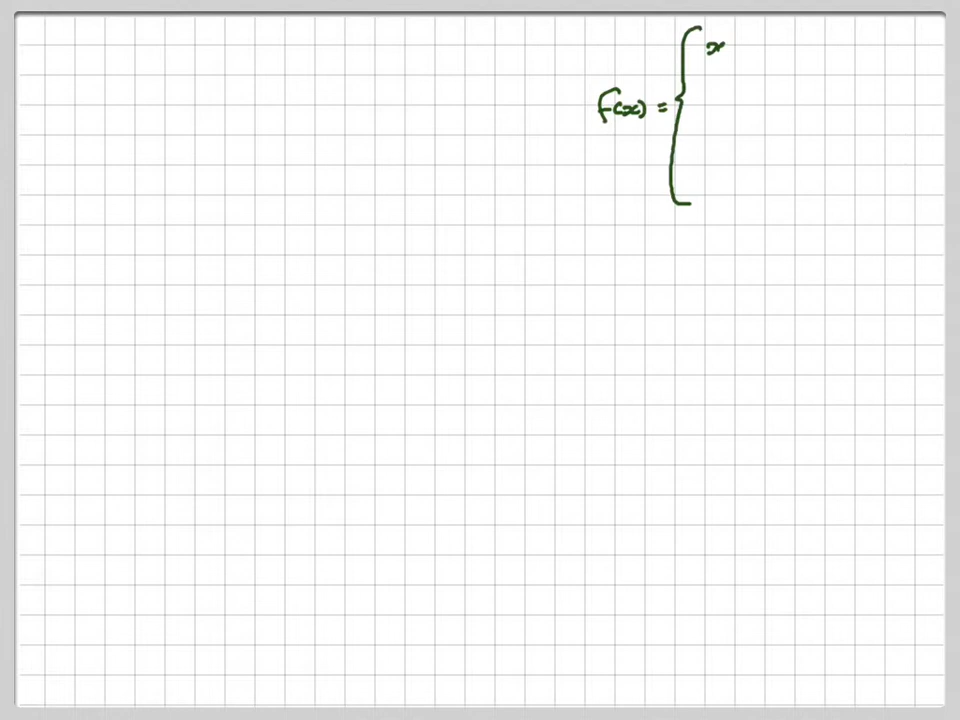 f(x) = { x